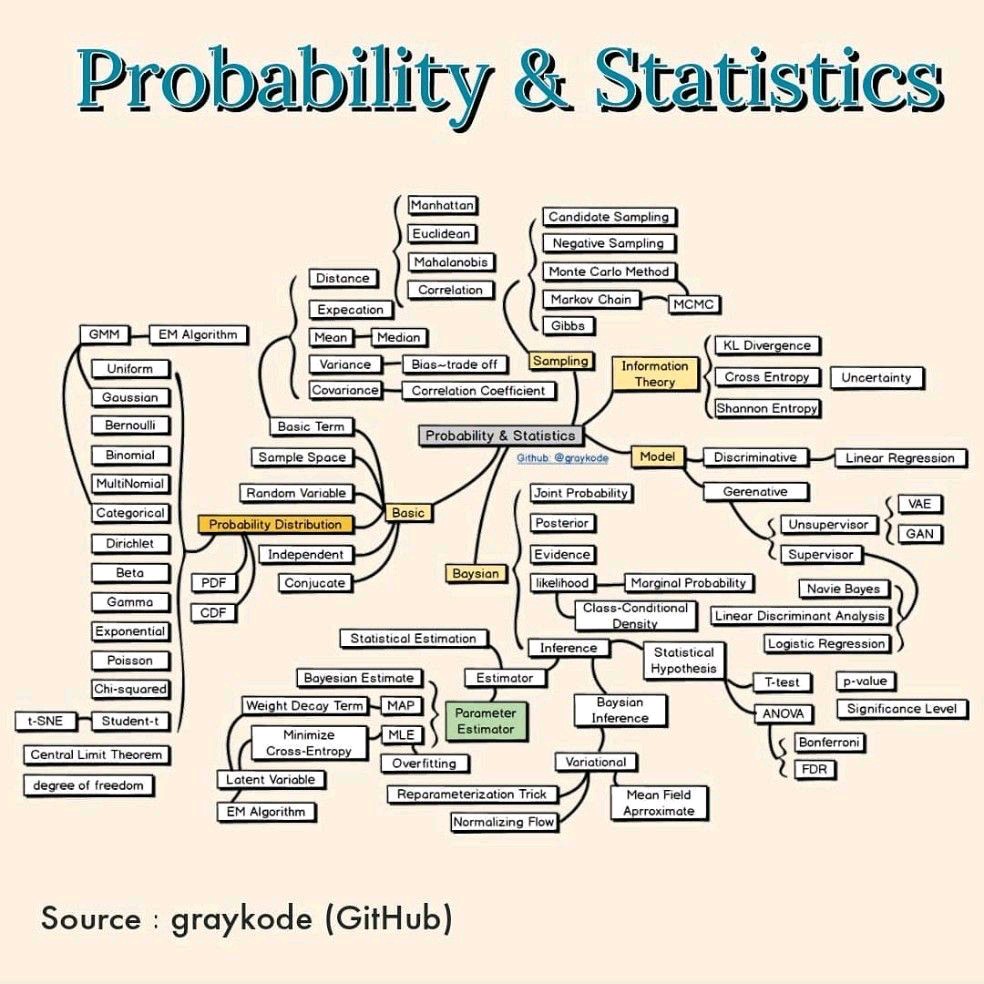 Probability & Statistics
Manhattan
Euclidean
Mahalanobis
Correlation
Distance
Expecation
Mean
Median
Variance
Bias~trade off
Covariance
Correlation Coefficient
Candidate Sampling
Negative Sampling
Monte Carlo Method
Markov Chain
MCMC
Gibbs
Sampling
Information
Theory
KL Divergence
Cross Entropy
Uncertainty
Shannon Entropy
GMM
EM Algorithm
Uniform
Gaussian
Bernoulli
Binomial
MultiNomial
Categorical
Dirichlet
Beta
Gamma
Exponential
Poisson
Chi-squared
t-SNE
Student-t
Central Limit Theorem
degree of freedom
Basic Term
Sample Space
Random Variable
Probability Distribution
Basic
Independent
Conjucate
PDF
CDF
Probability & Statistics
Github: @graykode
Model
Discriminative
Linear Regression
Gerenative
Unsupervisor
VAE
GAN
Supervisor
Navie Bayes
Linear Discriminant Analysis
Logistic Regression
Baysian
Joint Probability
Posterior
Evidence
likelihood
Marginal Probability
Class-Conditional
Density
Inference
Statistical Estimation
Estimator
Statistical
Hypothesis
T-test
p-value
ANOVA
Significance Level
Bonferroni
FDR
Bayesian Estimate
Weight Decay Term
MAP
Minimize
Cross-Entropy
MLE
Overfitting
Parameter
Estimator
Latent Variable
EM Algorithm
Baysian
Inference
Variational
Reparameterization Trick
Normalizing Flow
Mean Field
Aprroximate
Source : graykode (GitHub)